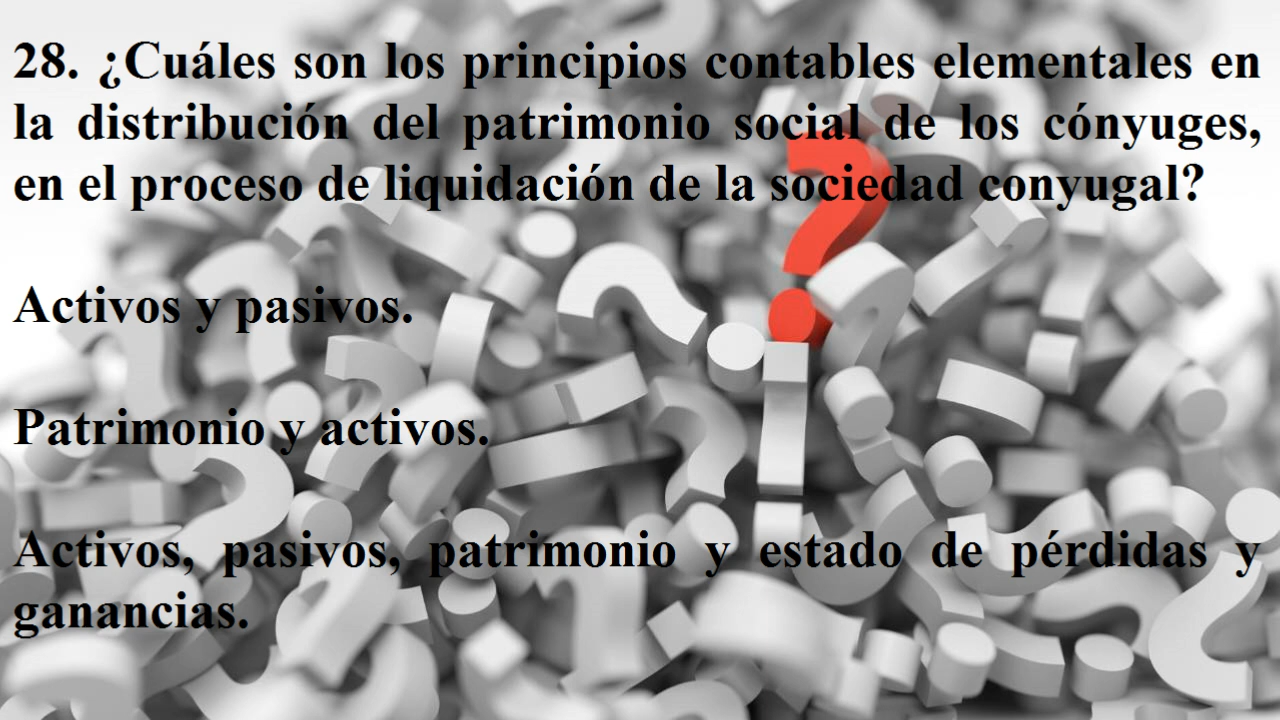 28. ¿Cuáles son los principios contables elementales en
la distribución del patrimonio social de los cónyuges,
en el proceso de liquidación de la sociedad conyugal?
Activos y pasivos.
Patrimonio y activos.
Activos, pasivos, patrimonio y estado de pérdidas y
ganancias.